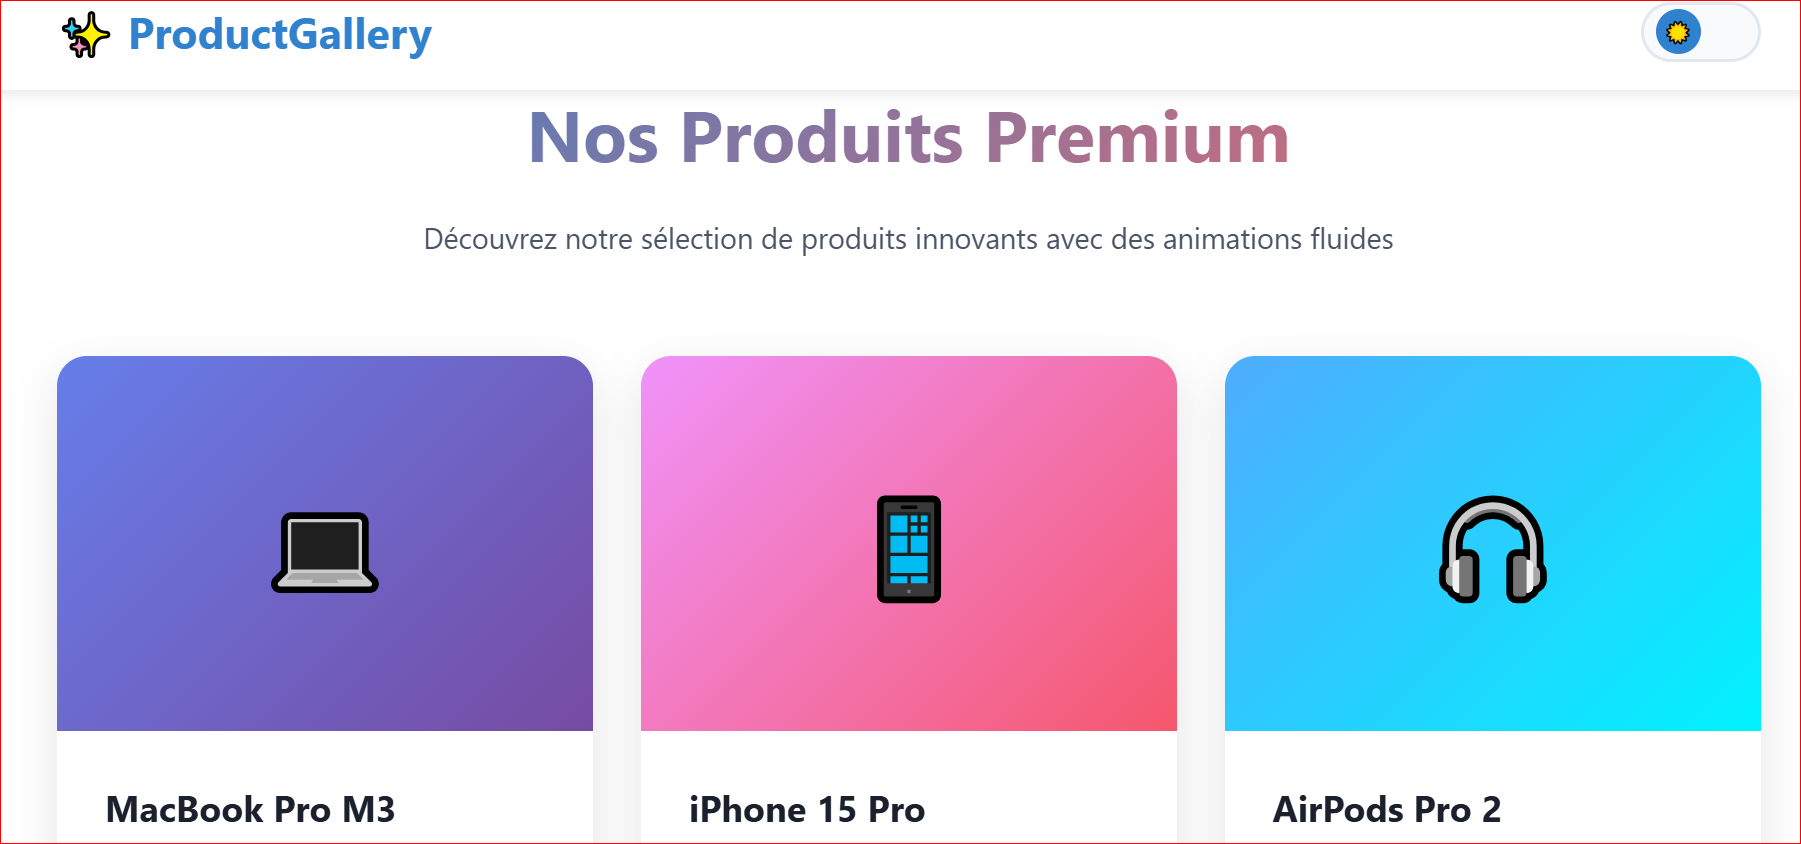 ProductGallery
Nos Produits Premium
Découvrez notre sélection de produits innovants avec des animations fluides
MacBook Pro M3
iPhone 15 Pro
AirPods Pro 2